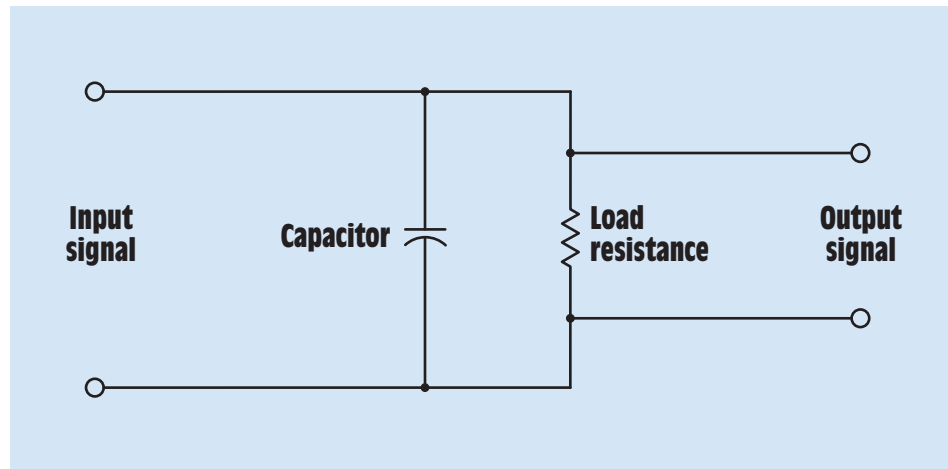 Input
signal
Capacitor
Load
resistance
Output
signal